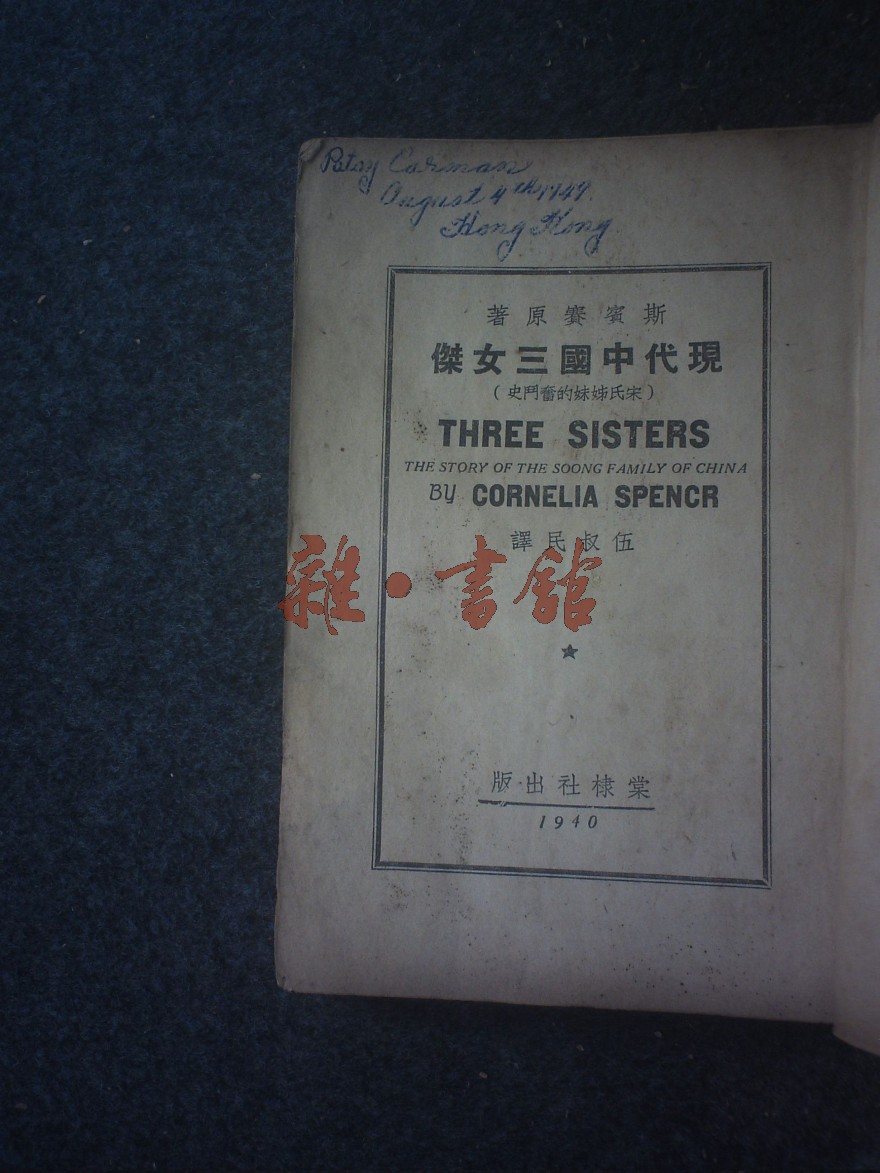 Patsy Carman
August 4th 1949.
Hong Kong
斯賓賽原著
現代中國三女傑
(宋氏姊妹的奮鬥史)
THREE SISTERS
THE STORY OF THE SOONG FAMILY OF CHINA
BY CORNELIA SPENCR
伍叔民譯
雜·書館
棠棣社出版
1940